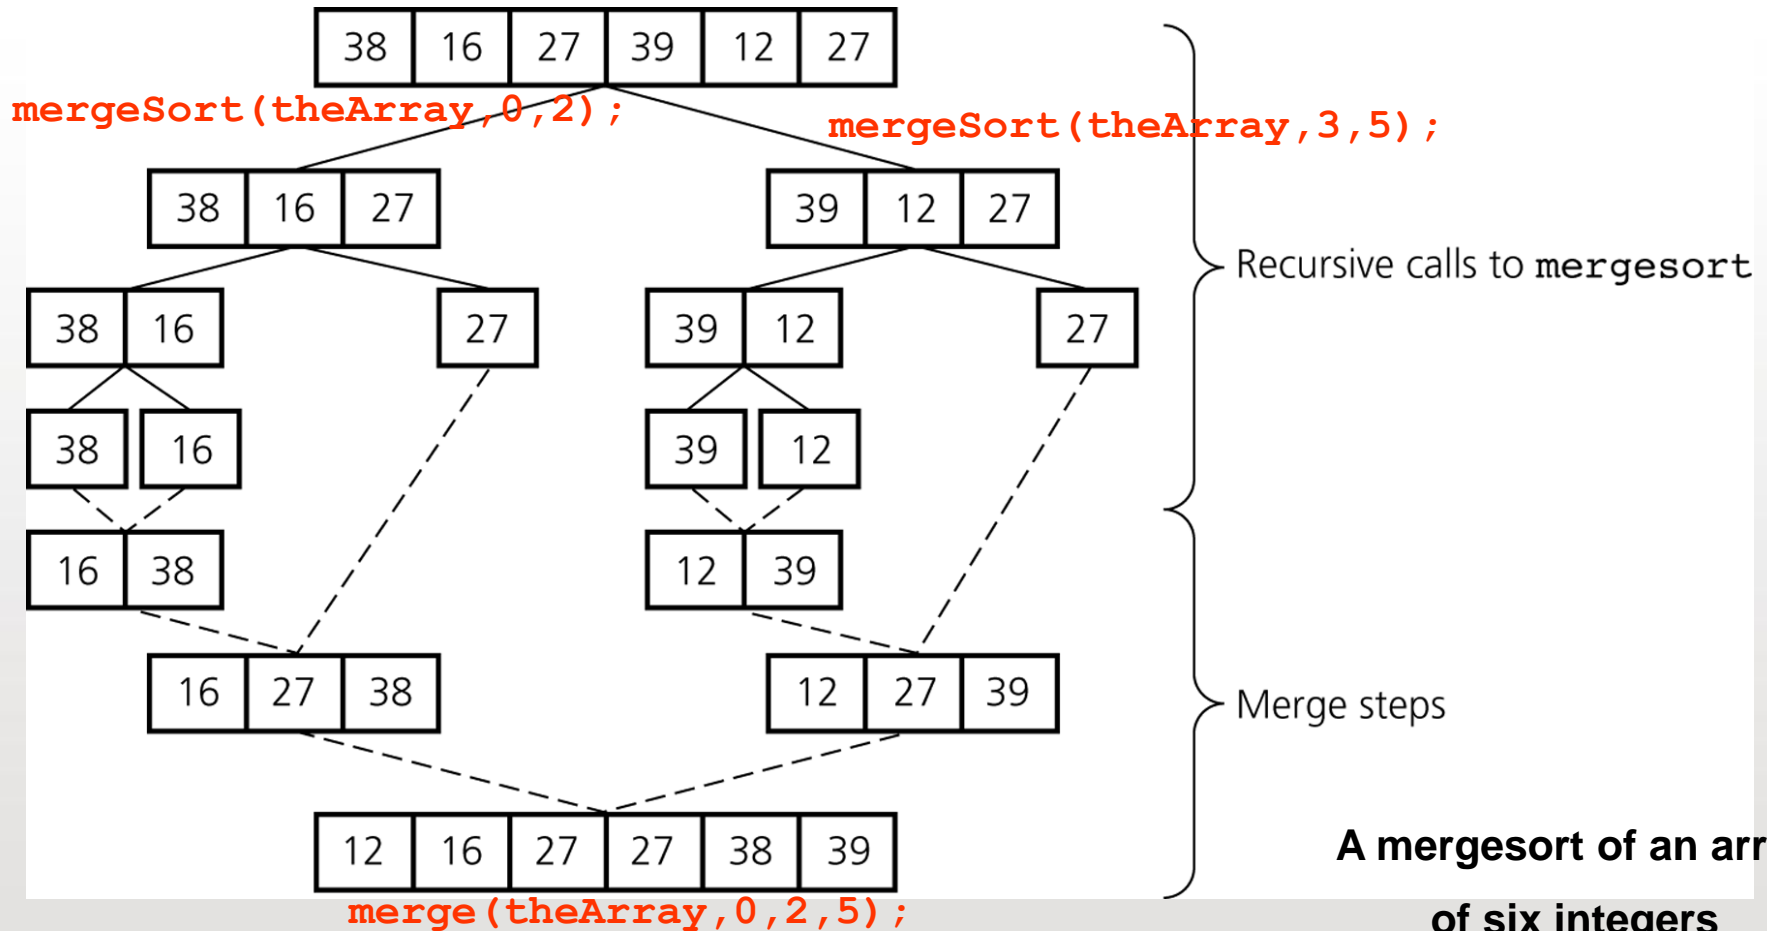 38 16 27 39 12 27
mergeSort(theArray,0,2);
mergeSort(theArray,3,5);
38 16 27 39 12 27
Recursive calls to mergesort
38 16 27 39 12 27
38 16 39 12
16 38 12 39
16 27 38 12 27 39
Merge steps
12 16 27 27 38 39
A mergesort of an arr
of six integers
merge(theArray,0,2,5);